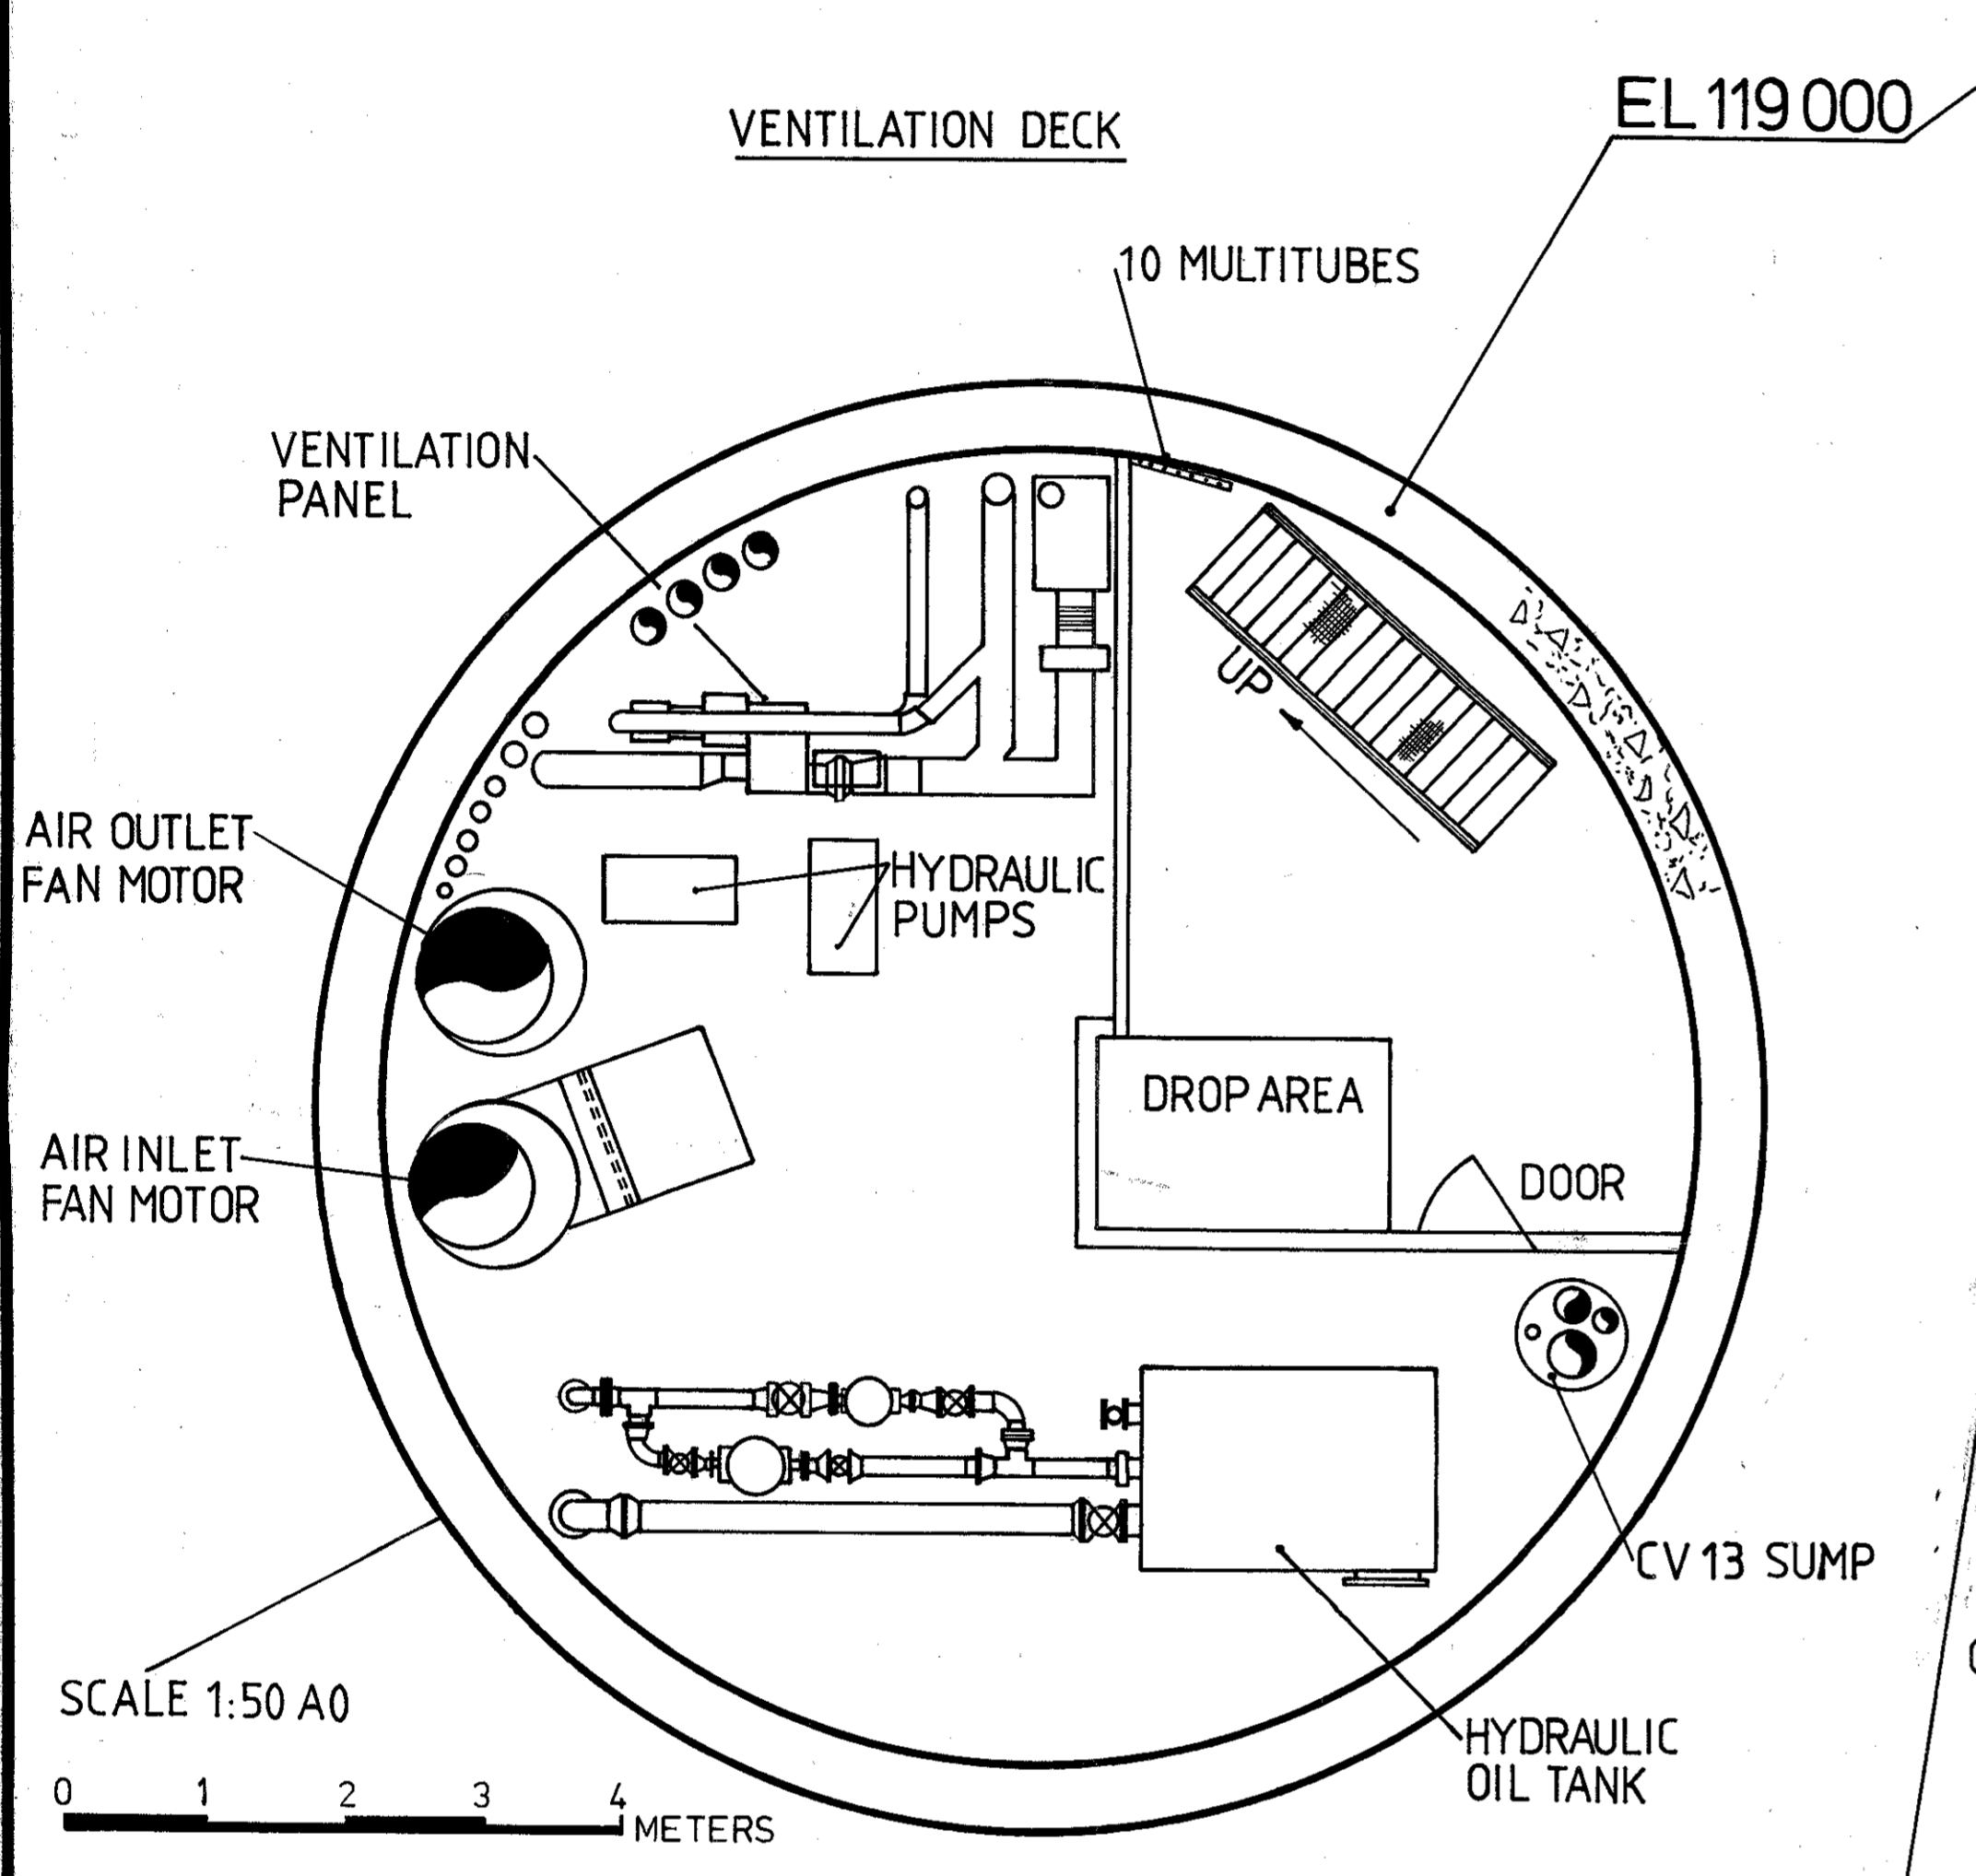 VENTILATION DECK
EL 119 000
10 MULTITUBES
VENTILATION
PANEL
UP
AIR OUTLET
FAN MOTOR
HYDRAULIC
PUMPS
DROP AREA
AIR INLET
FAN MOTOR
DOOR
CV 13 SUMP
SCALE 1:50 A0
HYDRAULIC
OIL TANK
0 1 2 3 4
METERS